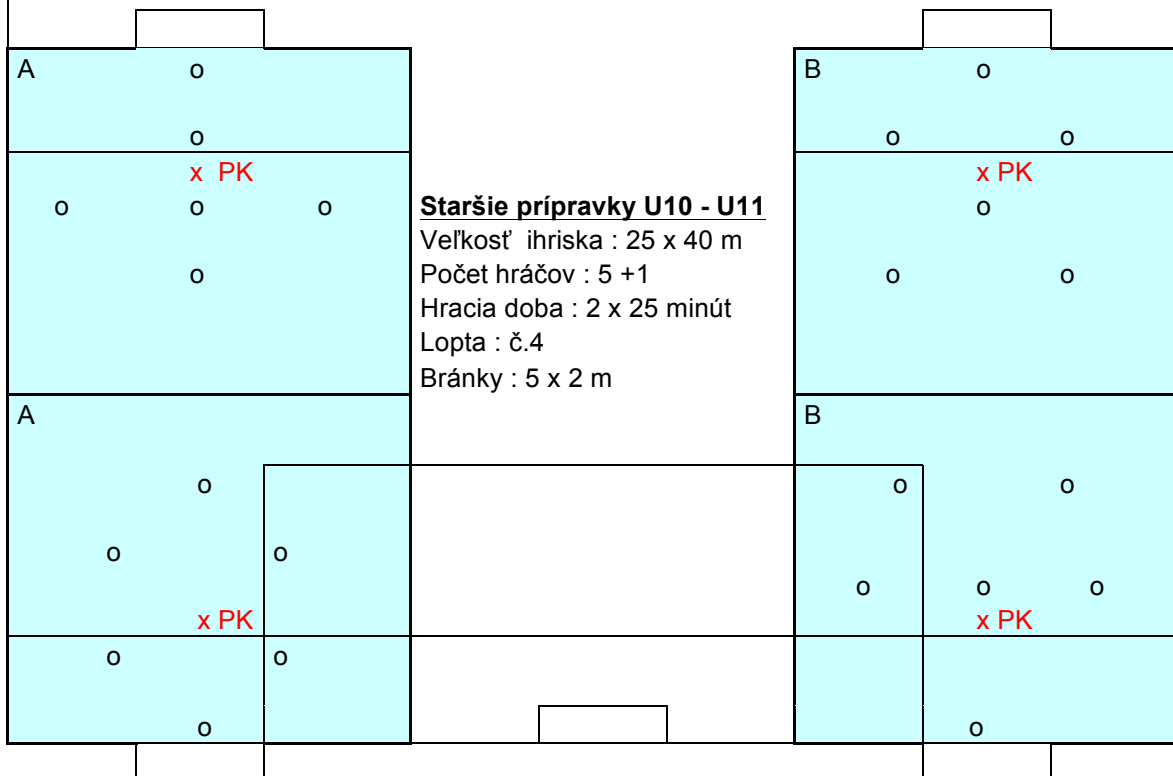 A
o
B
o
o
o
o
x PK
x PK
o
o
o
Staršie prípravky U10 - U11
o
Veľkosť ihriska : 25 x 40 m
o
Počet hráčov : 5 +1
o
o
Hracia doba : 2 x 25 minút
Lopta : č.4
Bránky : 5 x 2 m
A
B
o
o
o
o
o
o
o
o
x PK
x PK
o
o
o
o